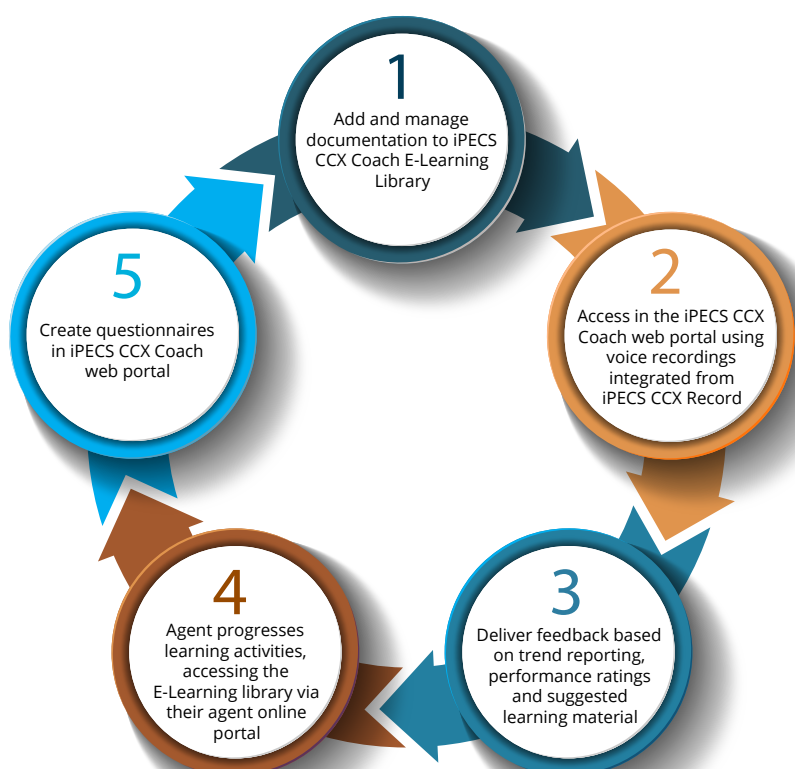 1
Add and manage
documentation to iPECS
CCX Coach E-Learning
Library
2
Access in the iPECS CCX
Coach web portal using
voice recordings
integrated from
iPECS CCX Record
3
Deliver feedback based
on trend reporting,
performance ratings
and suggested
learning material
4
Agent progresses
learning activities,
accessing the
E-Learning library via
their agent online
portal
5
Create questionnaires
in iPECS CCX Coach
web portal